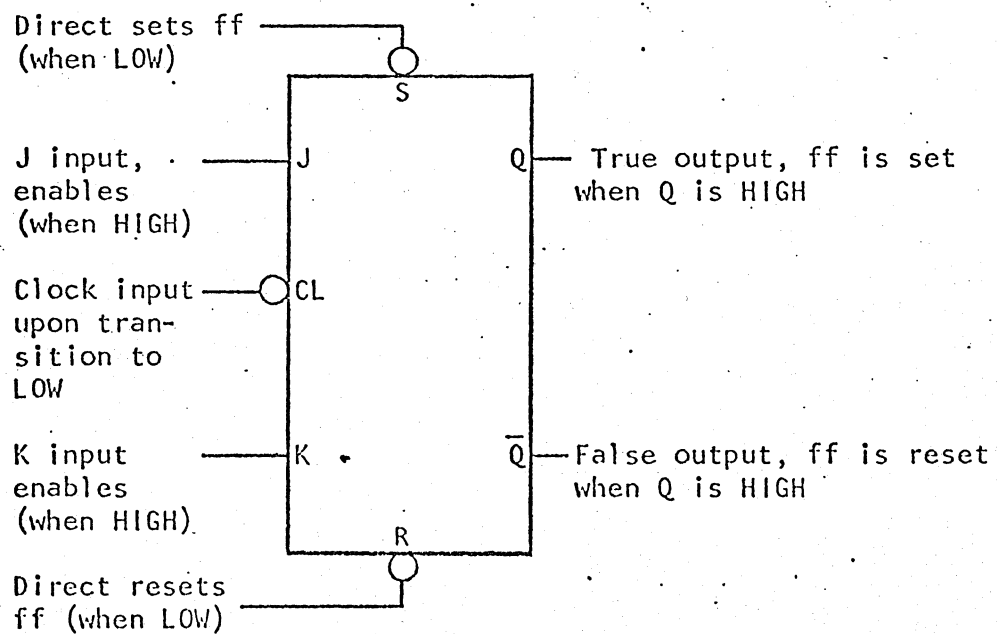 Direct sets ff
(when LOW)
S
J input,
enables
(when HIGH)
J
Q
True output, ff is set
when Q is HIGH
Clock input
upon tran-
sition to
LOW
CL
K input
enables
(when HIGH)
K
Q̅
False output, ff is reset
when Q is HIGH
R
Direct resets
ff (when LOW)